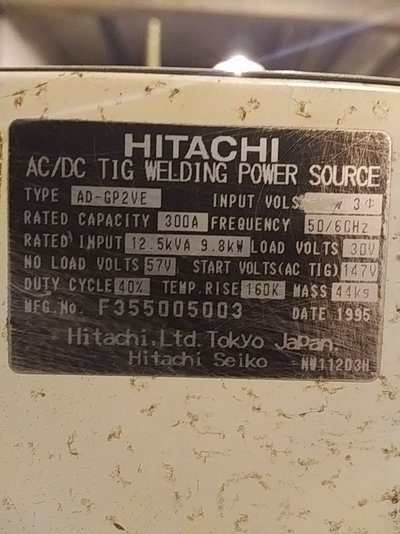 HITACHI
AC/DC TIG WELDING POWER SOURCE
TYPE AD-GP2VE INPUT VOLS 3φ
RATED CAPACITY 300A FREQUENCY 50/60Hz
RATED INPUT 12.5kVA 9.8kW LOAD VOLTS 30V
NO LOAD VOLTS 57V START VOLTS(AC TIG) 147V
DUTY CYCLE 40% TEMP.RISE 160K MASS 44kg
MFG.No. F355005003 DATE 1995
Hitachi,Ltd.Tokyo Japan.
Hitachi Seiko NW11203H